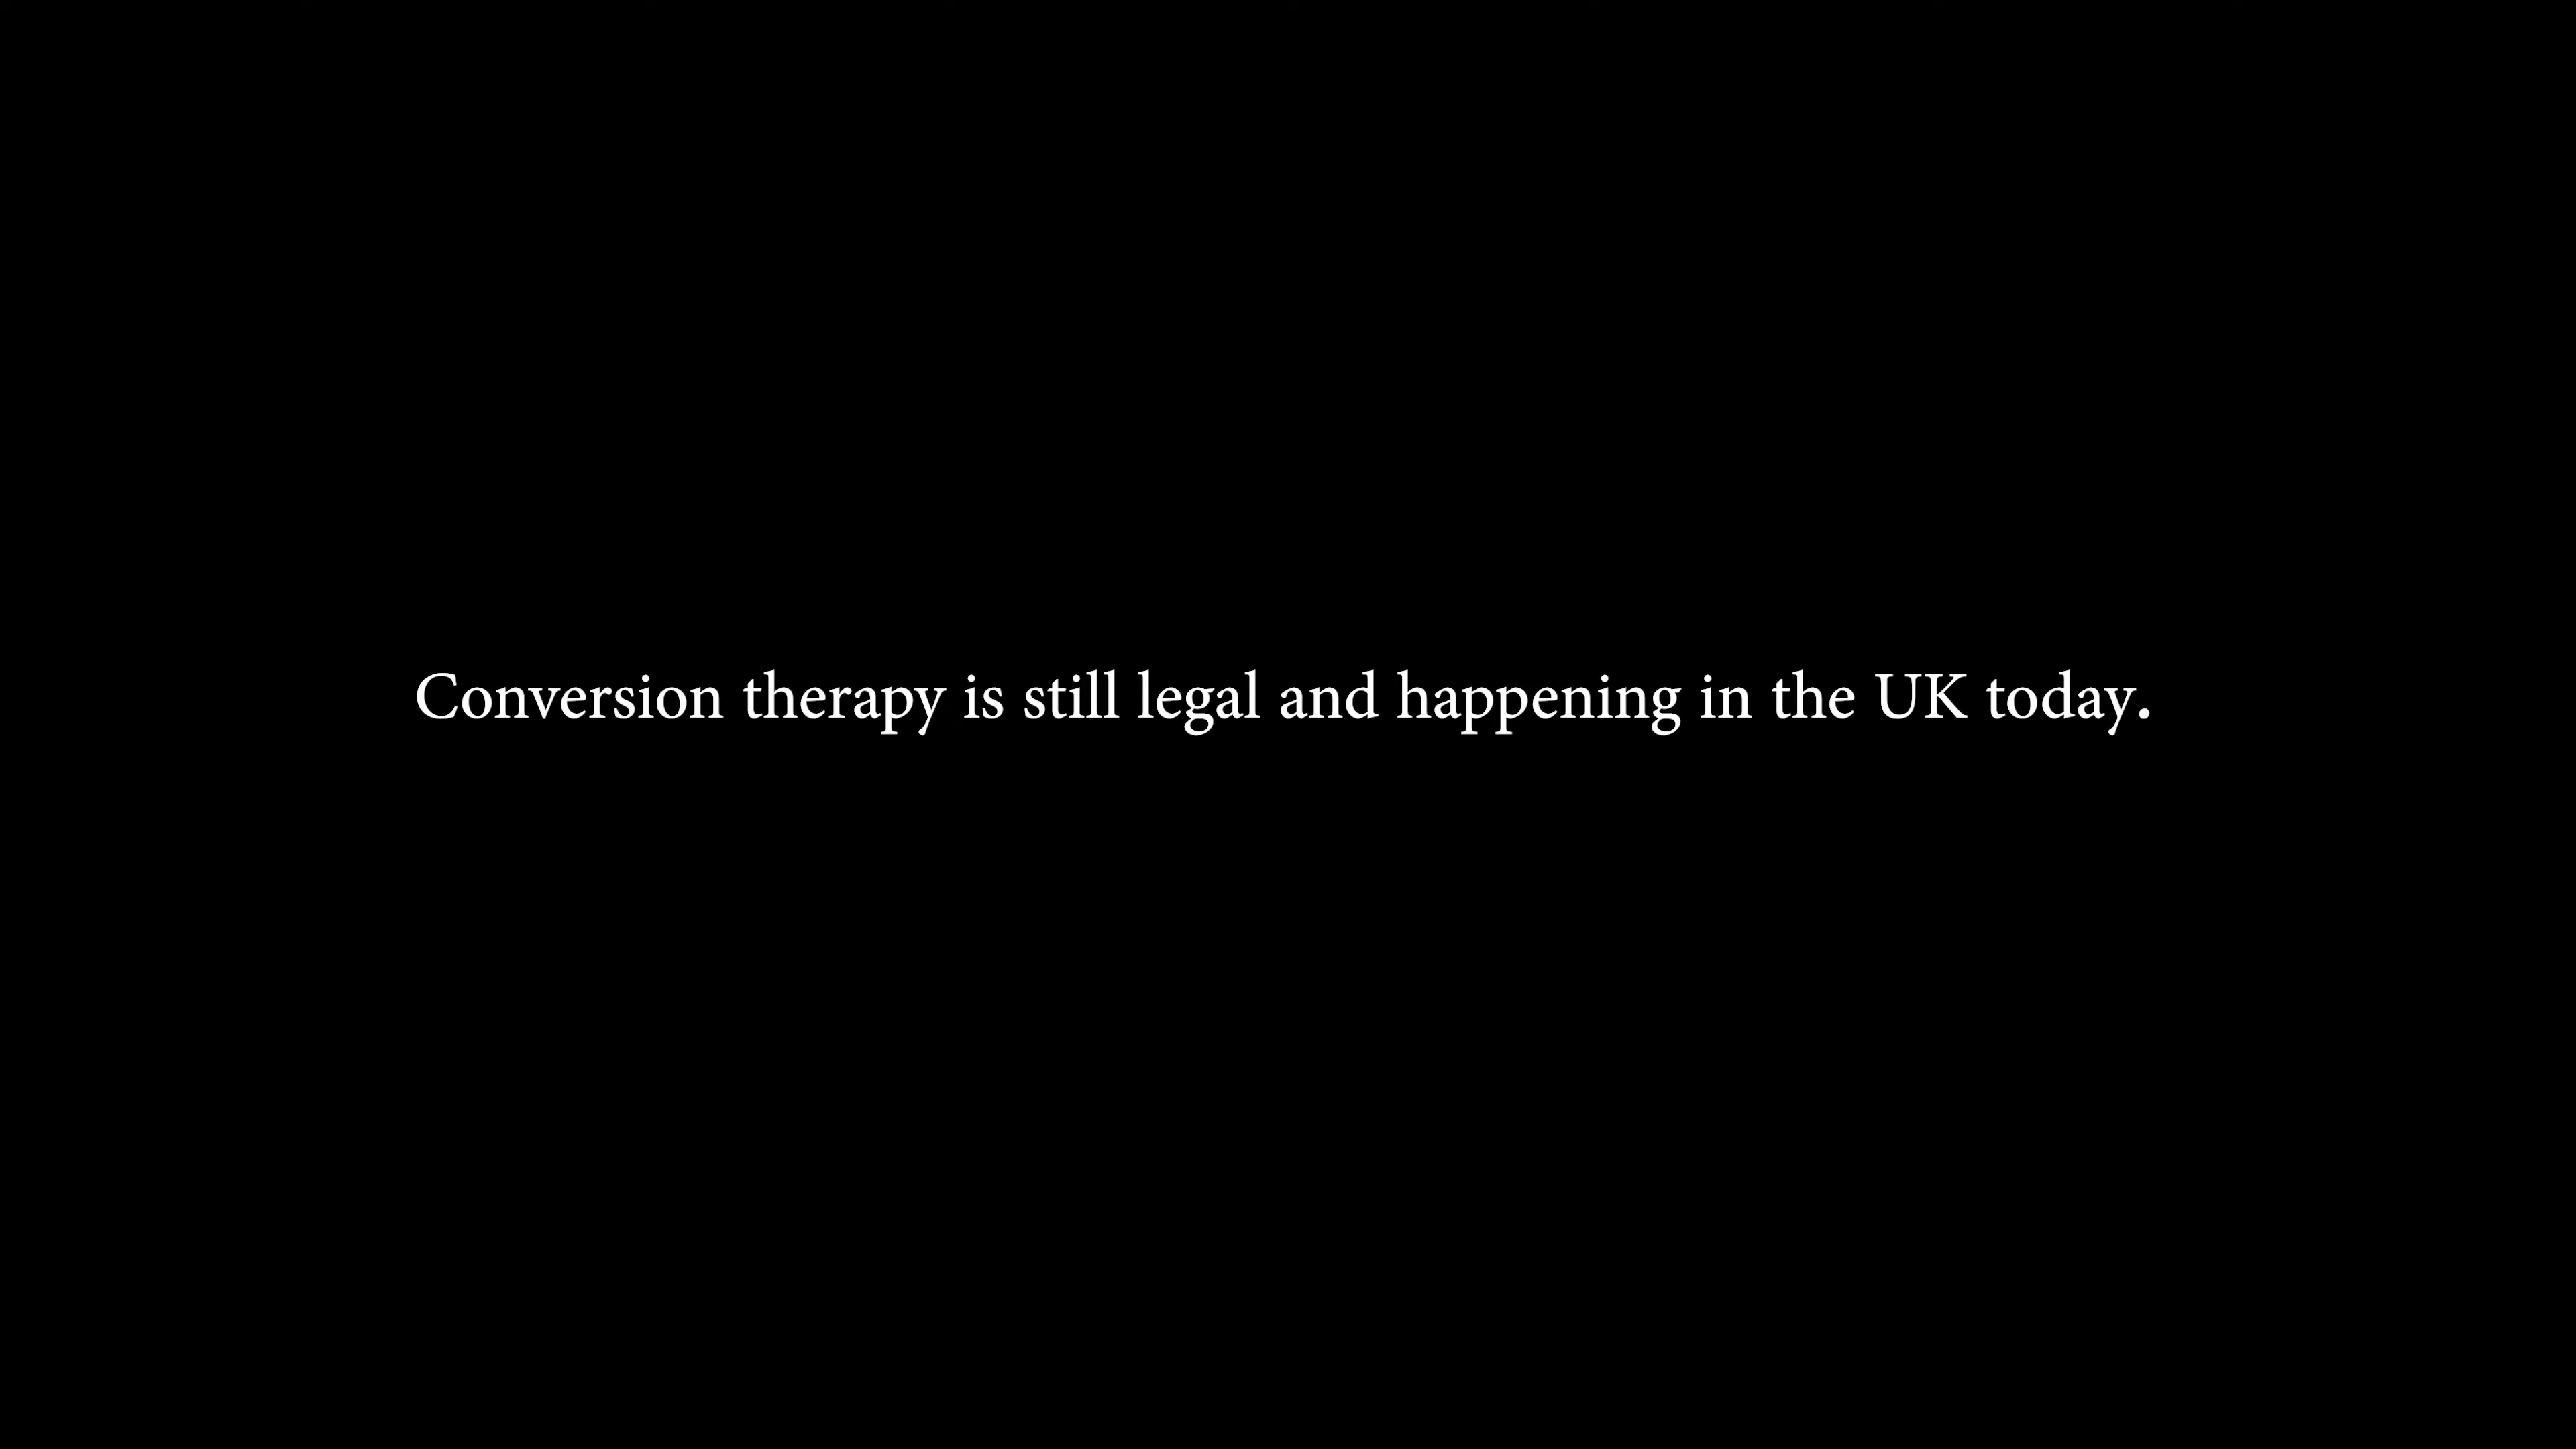 Conversion therapy is still legal and happening in the UK today.